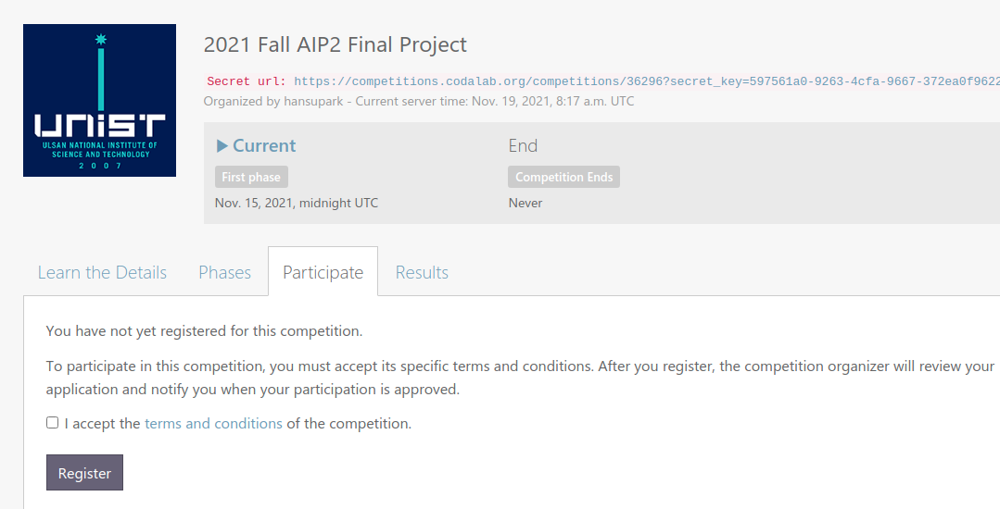 UNIST
ULSAN NATIONAL INSTITUTE OF
SCIENCE AND TECHNOLOGY
2 0 0 7
2021 Fall AIP2 Final Project
Secret url: https://competitions.codalab.org/competitions/36296?secret_key=597561a0-9263-4cfa-9667-372ea0f9622
Organized by hansupark - Current server time: Nov. 19, 2021, 8:17 a.m. UTC
Current
End
First phase
Competition Ends
Nov. 15, 2021, midnight UTC
Never
Learn the Details
Phases
Participate
Results
You have not yet registered for this competition.
To participate in this competition, you must accept its specific terms and conditions. After you register, the competition organizer will review your
application and notify you when your participation is approved.
I accept the terms and conditions of the competition.
Register